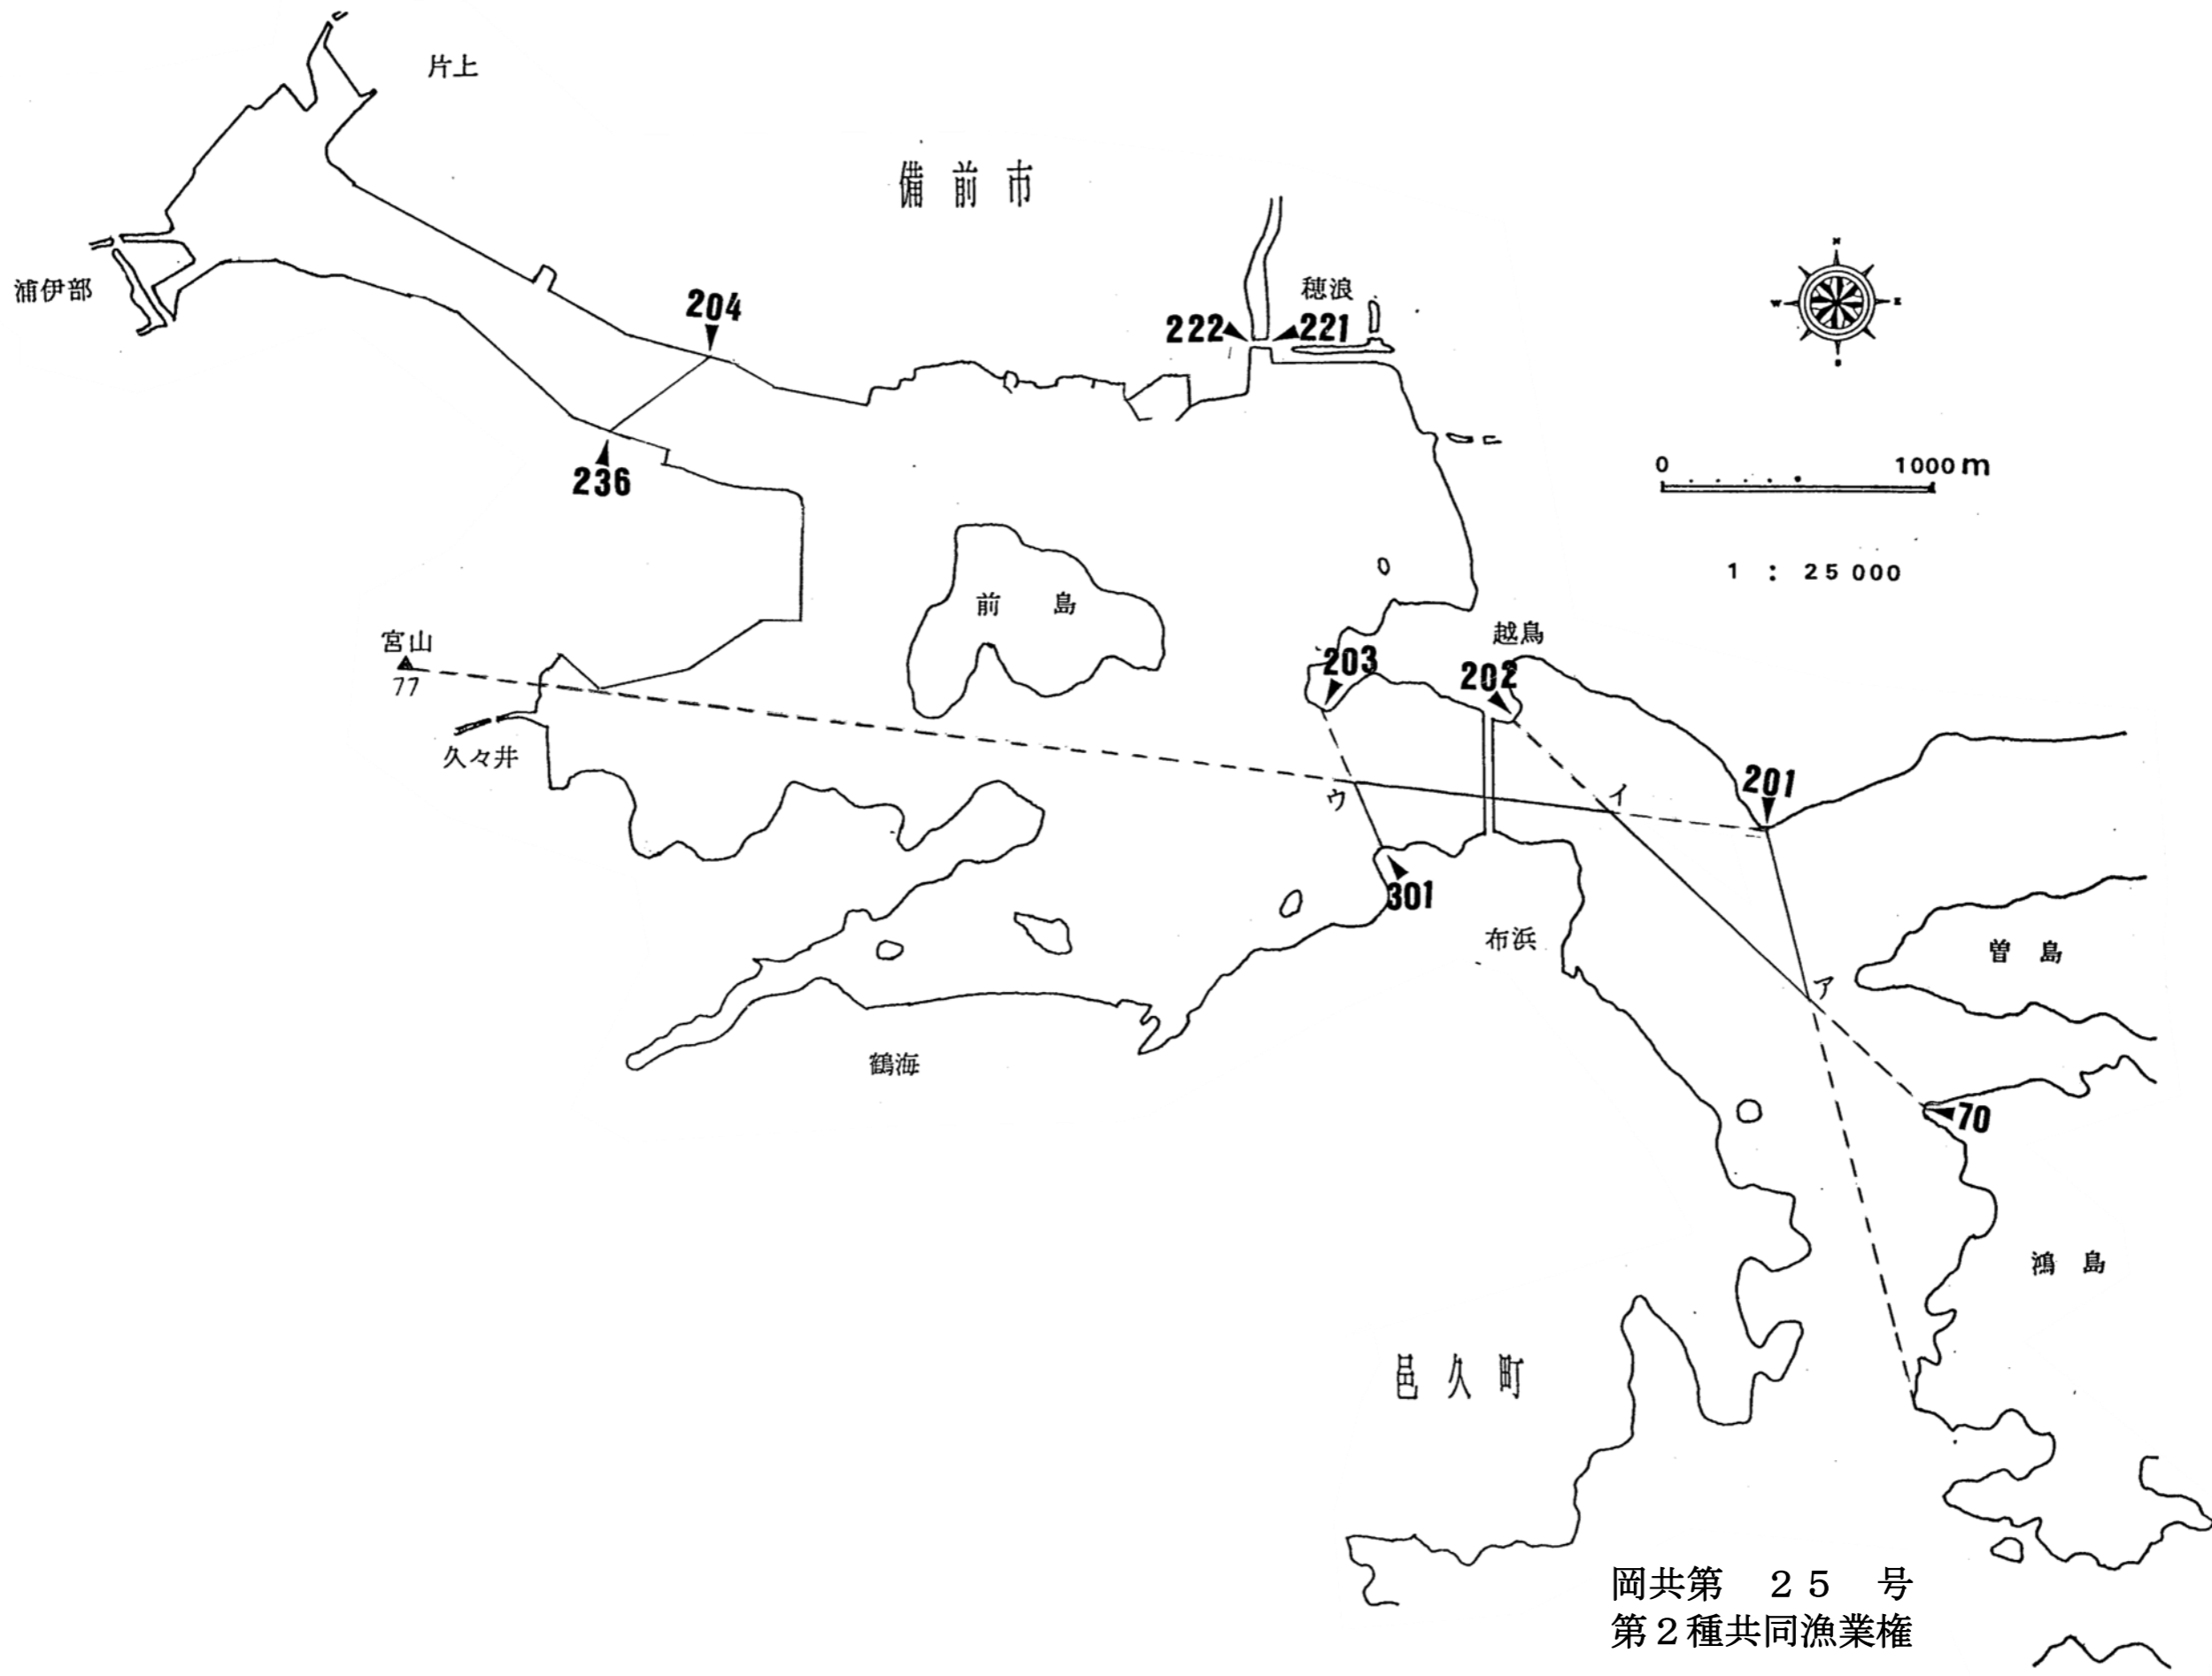 片上
備前市
浦伊部
204
穂浪
222
221
N
W
E
S
0
1000m
1 : 25000
236
前島
宮山
77
久々井
越鳥
203
202
201
ウ
イ
301
布浜
曽島
ア
鶴海
70
鴻島
邑久町
岡共第 25 号
第2種共同漁業権